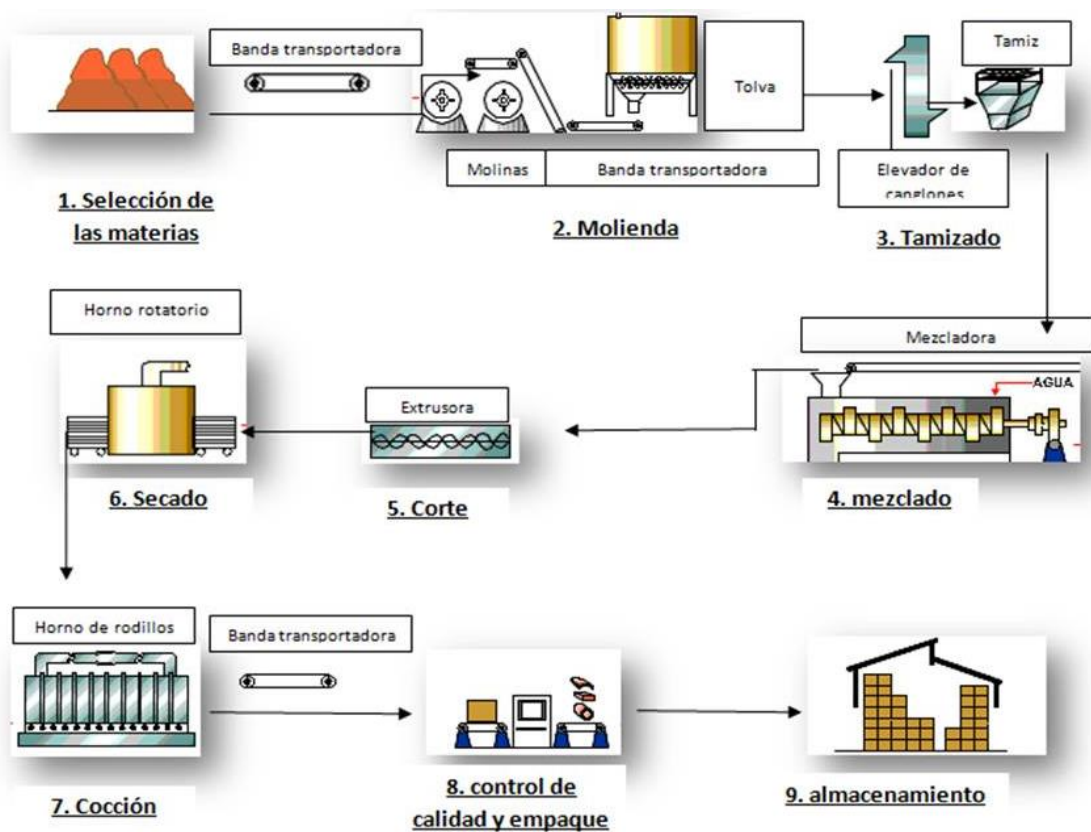 Banda transportadora
Tolva
Tamiz
Molinas
Banda transportadora
Elevador de
canglones
1. Selección de
las materias
2. Molienda
3. Tamizado
Horno rotatorio
Mezcladora
AGUA
Extrusora
6. Secado
5. Corte
4. mezclado
Horno de rodillos
Banda transportadora
7. Cocción
8. control de
calidad y empaque
9. almacenamiento